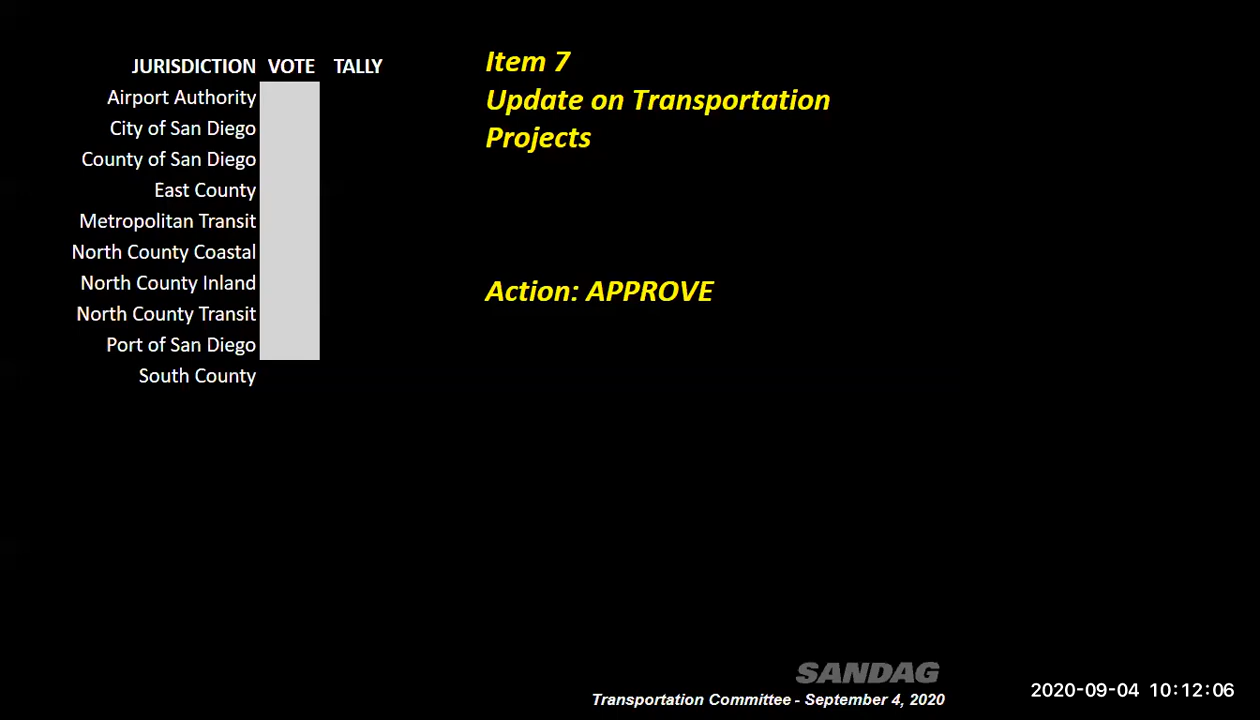 JURISDICTION VOTE TALLY
Airport Authority
City of San Diego
County of San Diego
East County
Metropolitan Transit
North County Coastal
North County Inland
North County Transit
Port of San Diego
South County
Item 7
Update on Transportation
Projects
Action: APPROVE
SANDAG
Transportation Committee - September 4, 2020
2020-09-04 10:12:06